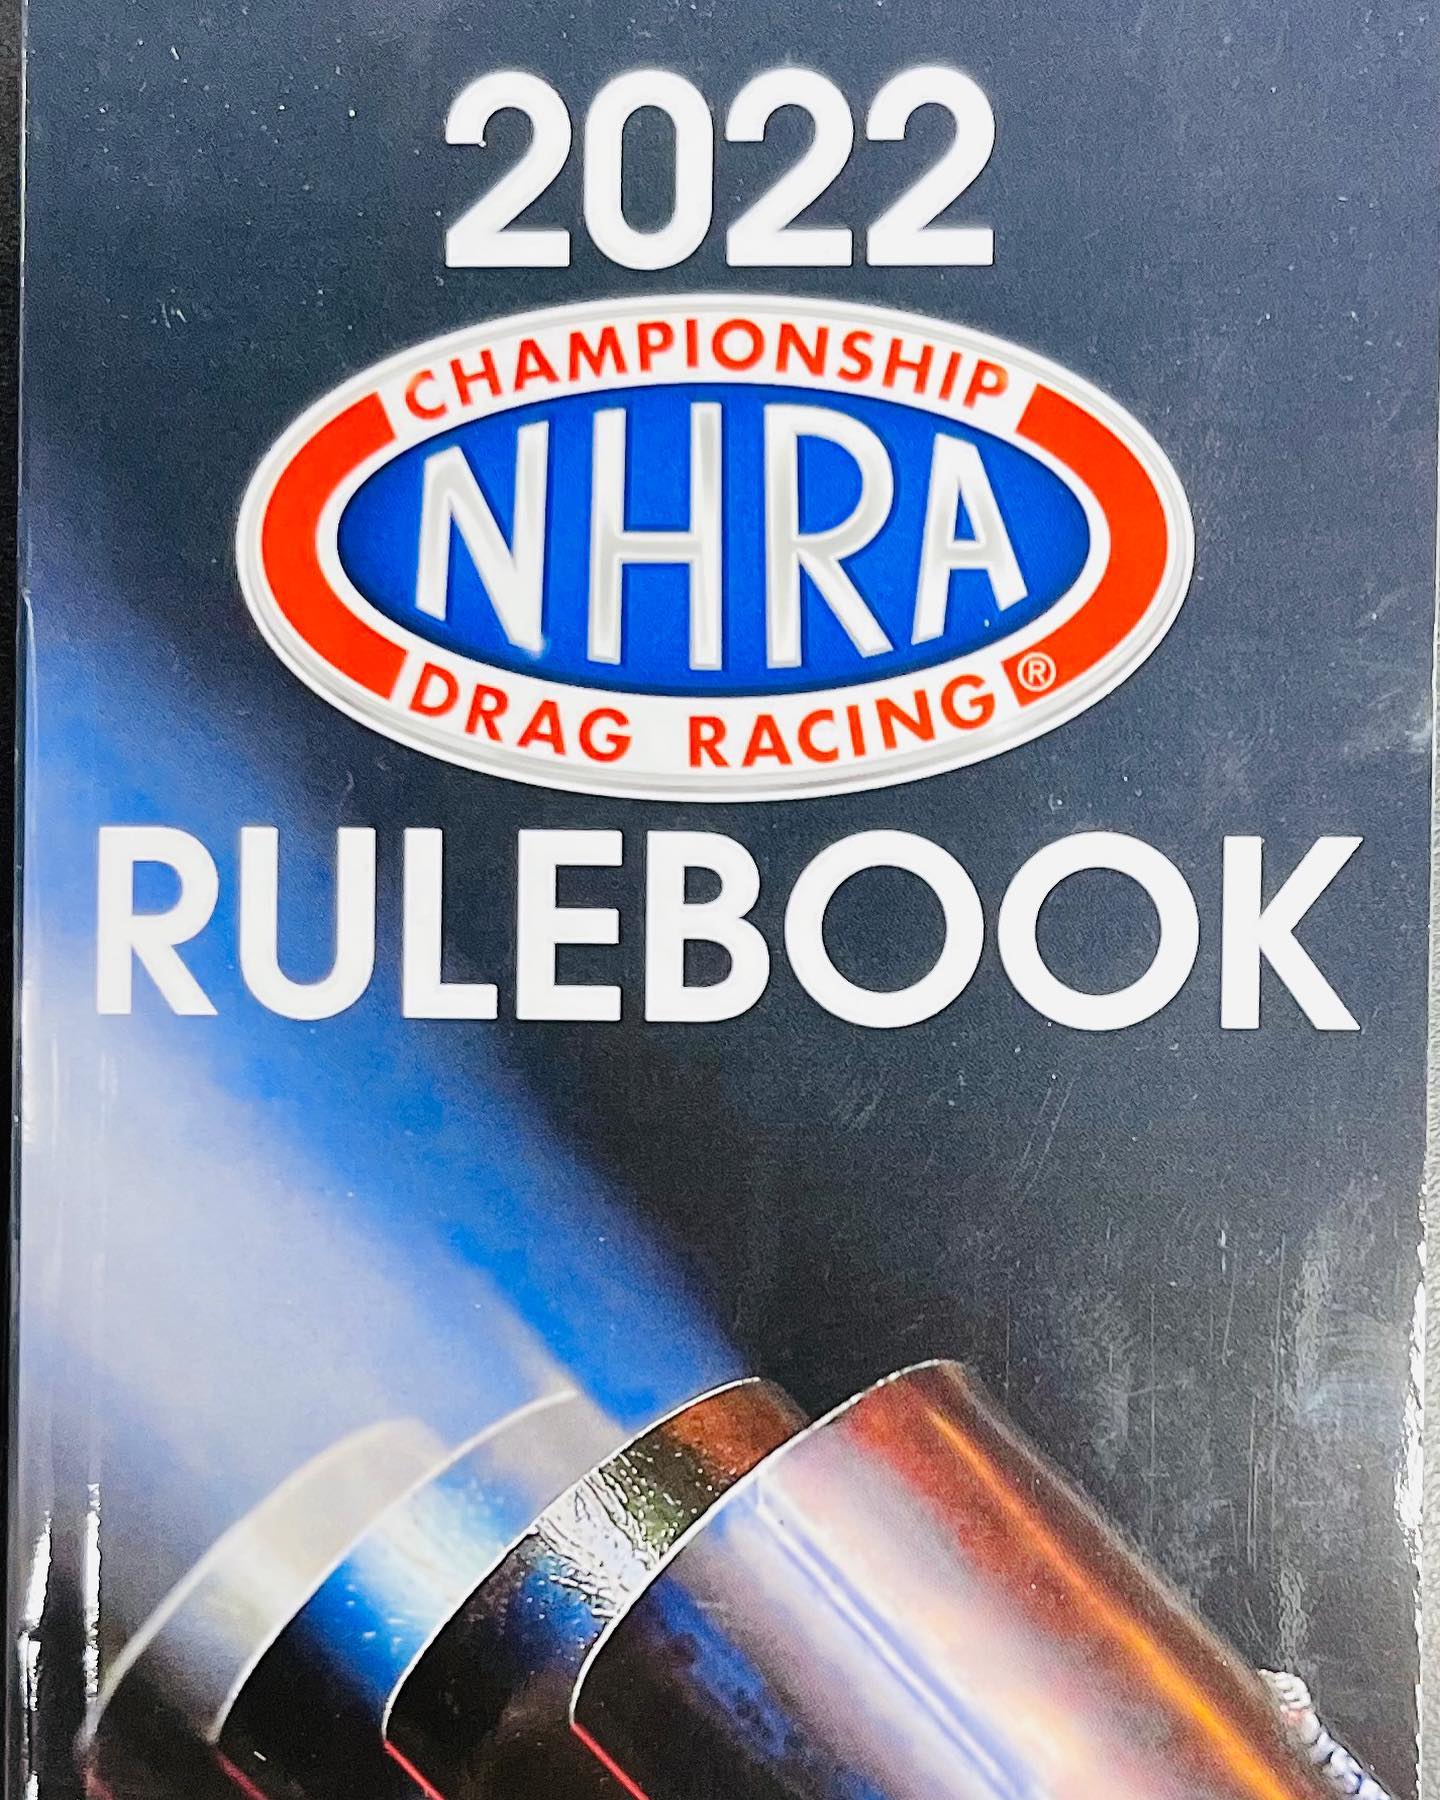 2022
CHAMPIONSHIP
NHRA
DRAG RACING ®
RULEBOOK